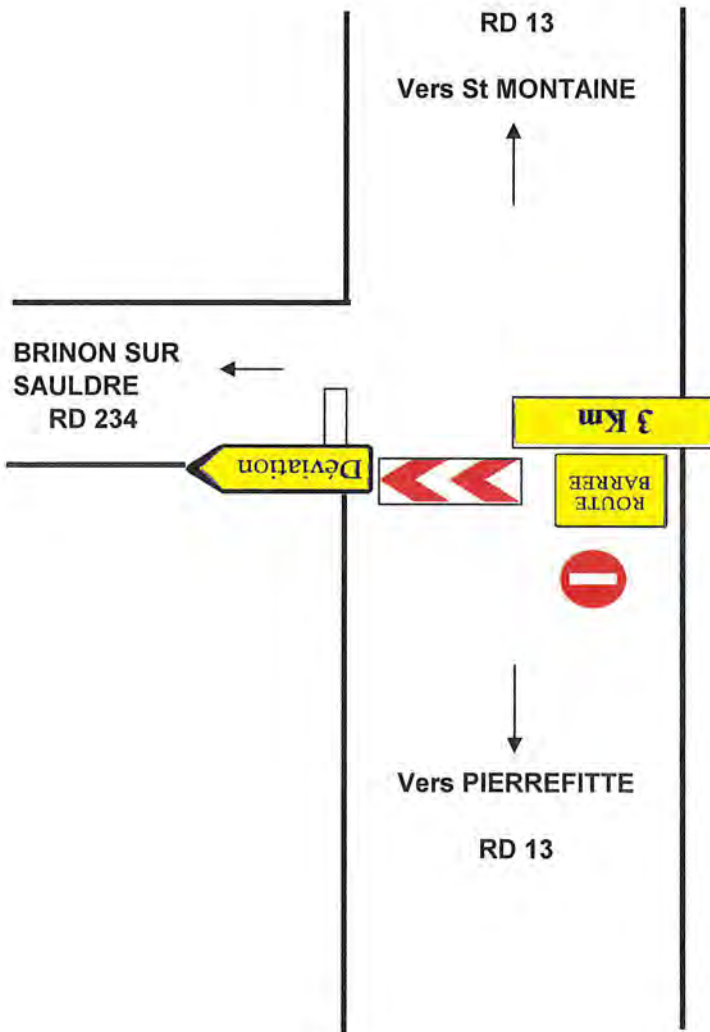 RD 13
Vers St MONTAINE
BRINON SUR
SAULDRE
RD 234
3 Km
Déviation
ROUTE
BARREE
Vers PIERREFITTE
RD 13